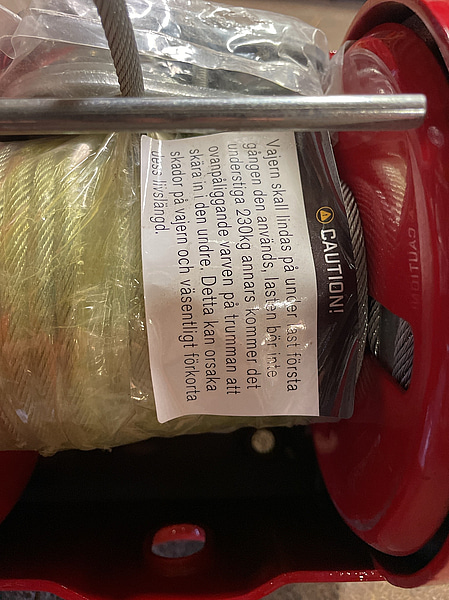 CAUTION!
Vajern skall lindas på under last första
gången den används, lasten bör inte
understiga 230kg annars kommer det
ovanpåliggande varven på trumman att
skära in i den undre. Detta kan orsaka
skador på vajern och väsentligt förkorta
dess livslängd.
CAUTION